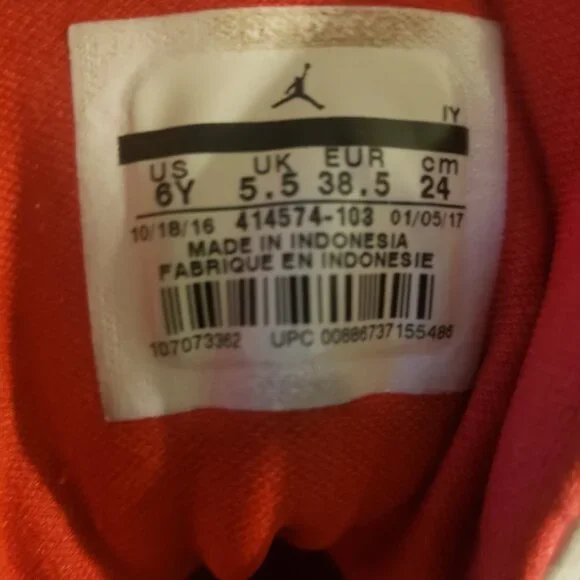 IY
US UK EUR cm
6Y 5.5 38.5 24
10/18/16 414574-103 01/05/17
MADE IN INDONESIA
FABRIQUE EN INDONESIE
107073362 UPC 00886737155486